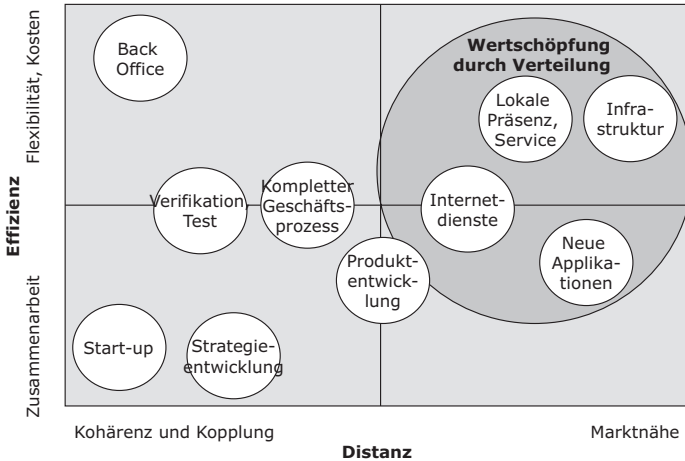 Effizienz
Flexibilität, Kosten
Zusammenarbeit
Back
Office
Wertschöpfung
durch Verteilung
Lokale
Präsenz,
Service
Infra-
struktur
Verifikation,
Test
Kompletter
Geschäfts-
prozess
Internet-
dienste
Produkt-
entwick-
lung
Neue
Applika-
tionen
Start-up
Strategie-
entwicklung
Kohärenz und Kopplung
Marktnähe
Distanz